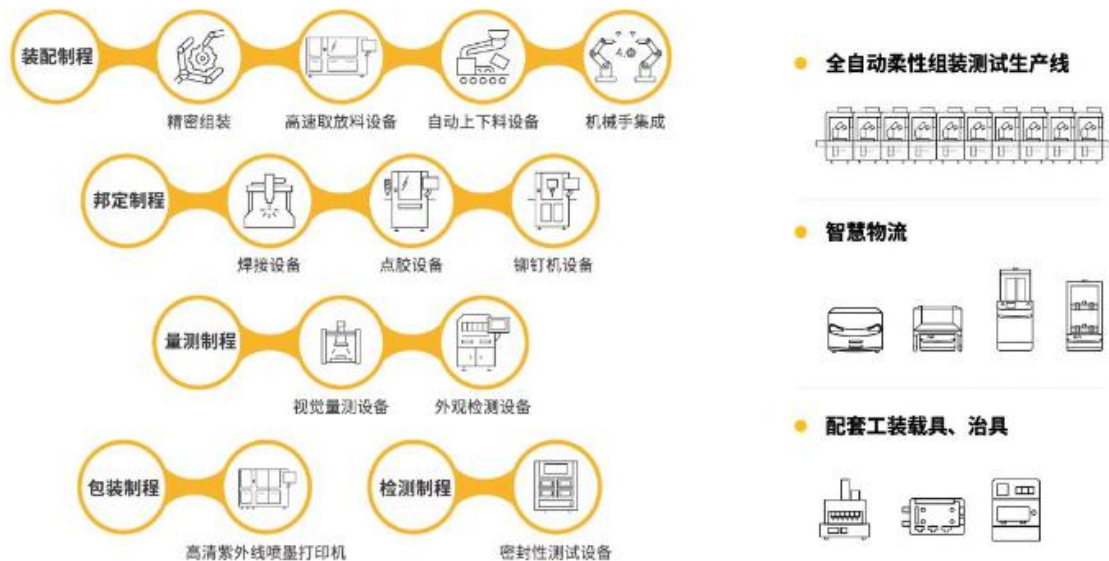 装配制程
精密组装
高速取放料设备
自动上下料设备
4.0
机械手集成
邦定制程
焊接设备
点胶设备
铆钉机设备
量测制程
视觉量测设备
外观检测设备
包装制程
高清紫外线喷墨打印机
检测制程
密封性测试设备
全自动柔性组装测试生产线
智慧物流
配套工装载具、治具